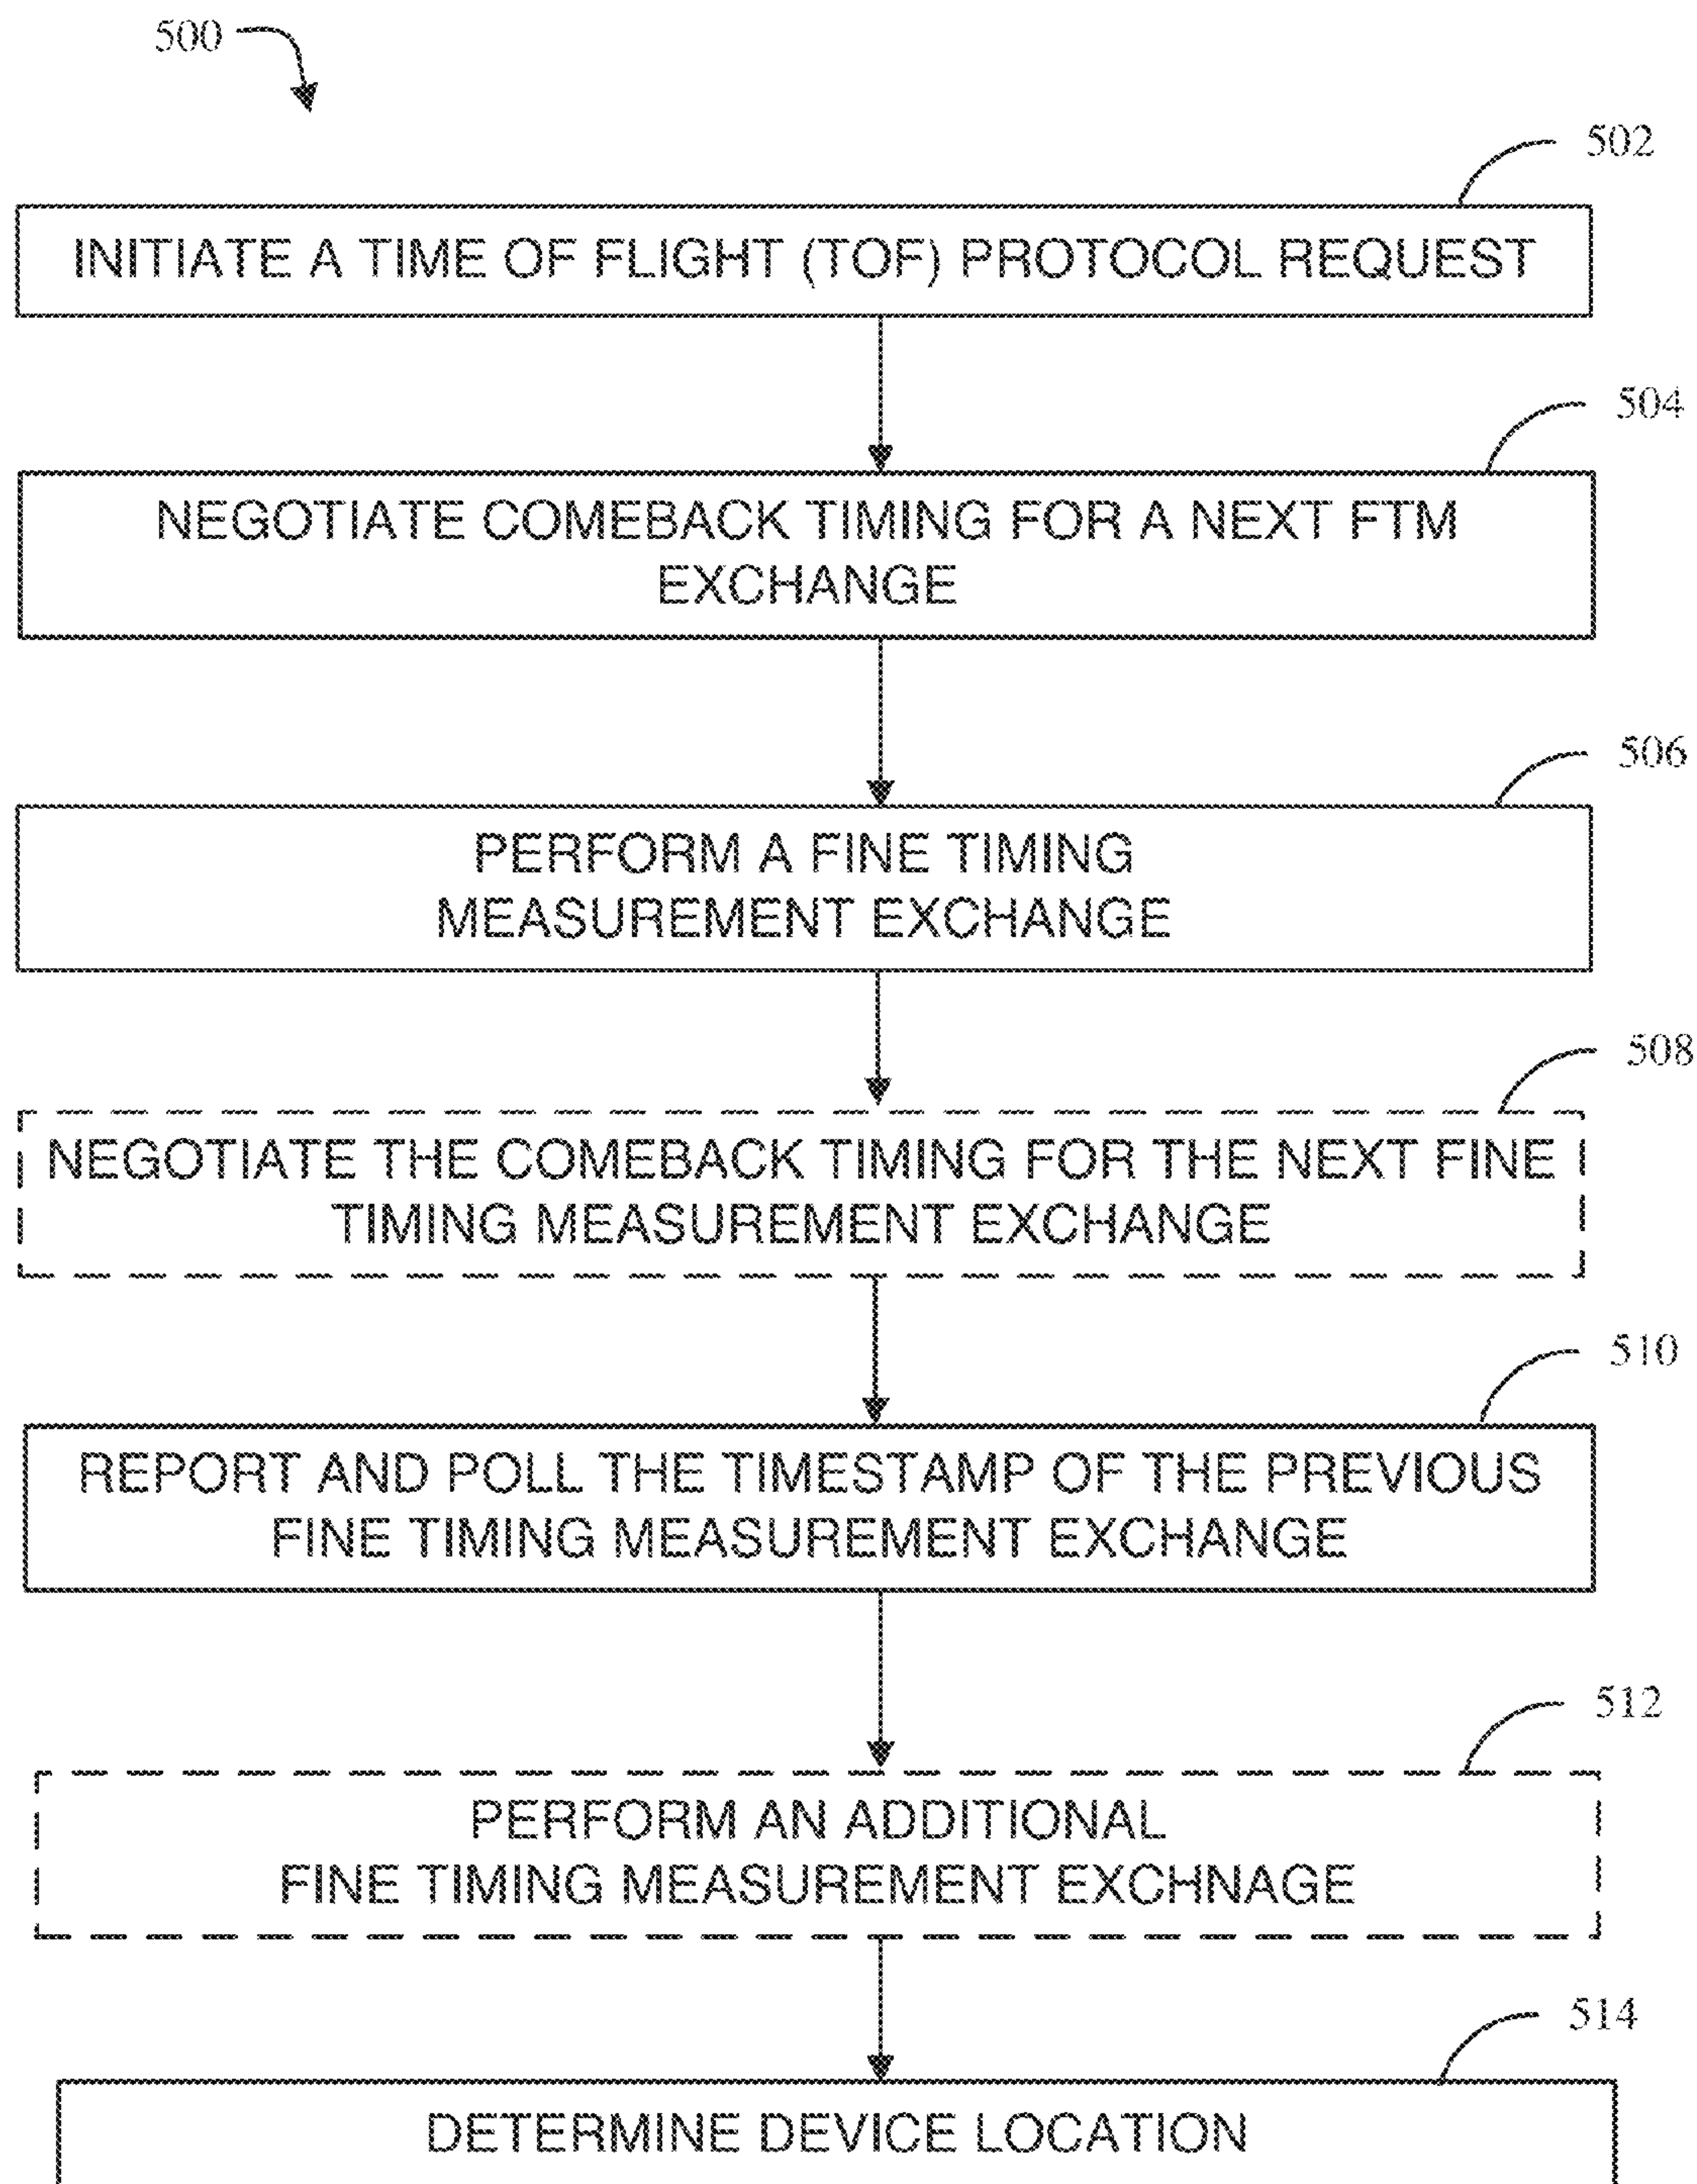 500
502
INITIATE A TIME OF FLIGHT (TOF) PROTOCOL REQUEST
504
NEGOTIATE COMEBACK TIMING FOR A NEXT FTM
EXCHANGE
506
PERFORM A FINE TIMING
MEASUREMENT EXCHANGE
508
NEGOTIATE THE COMEBACK TIMING FOR THE NEXT FINE
TIMING MEASUREMENT EXCHANGE
510
REPORT AND POLL THE TIMESTAMP OF THE PREVIOUS
FINE TIMING MEASUREMENT EXCHANGE
512
PERFORM AN ADDITIONAL
FINE TIMING MEASUREMENT EXCHNAGE
514
DETERMINE DEVICE LOCATION